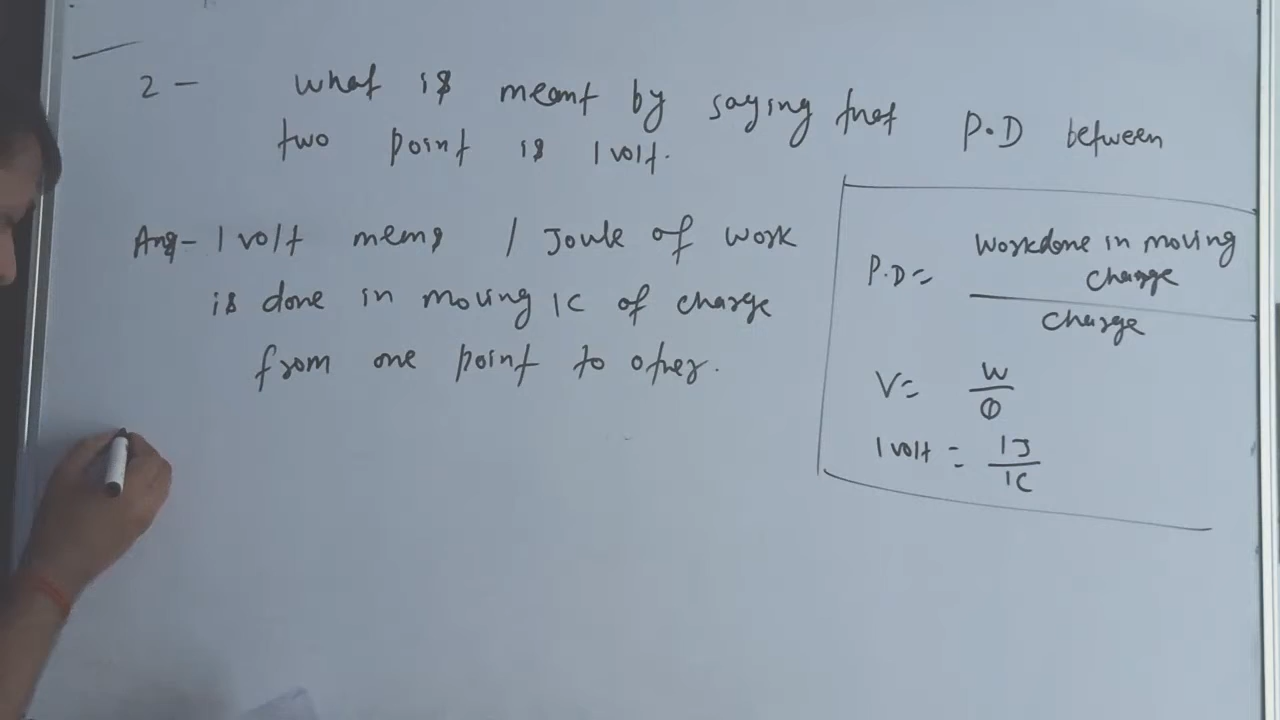 2 - what is meant by saying that P.D between
two point is 1 volt.
Ans - 1 volt means 1 Joule of work
is done in moving 1C of charge
from one point to other.
P.D = Workdone in moving charge
charge
V = W
Q
1 volt = 1J
1C